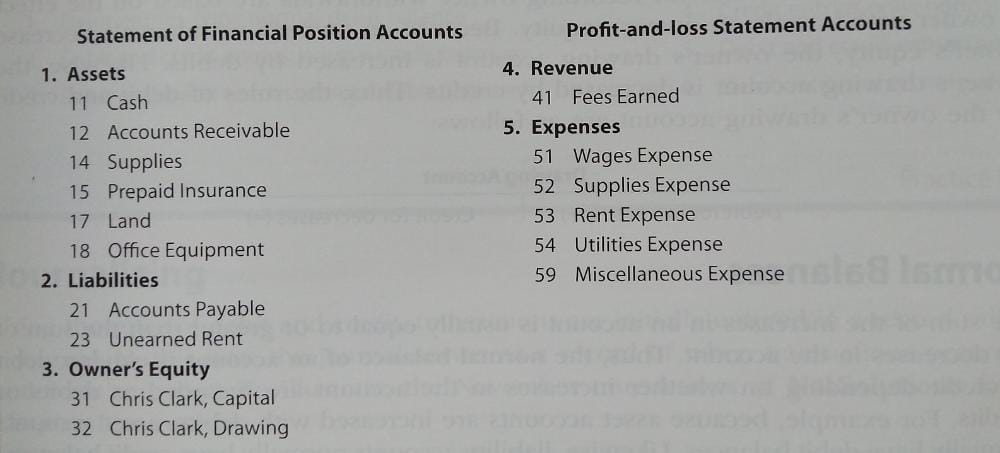 Statement of Financial Position Accounts
1. Assets
11 Cash
12 Accounts Receivable
14 Supplies
15 Prepaid Insurance
17 Land
18 Office Equipment
2. Liabilities
21 Accounts Payable
23 Unearned Rent
3. Owner's Equity
31 Chris Clark, Capital
32 Chris Clark, Drawing
Profit-and-loss Statement Accounts
4. Revenue
41 Fees Earned
5. Expenses
51 Wages Expense
52 Supplies Expense
53 Rent Expense
54 Utilities Expense
59 Miscellaneous Expense